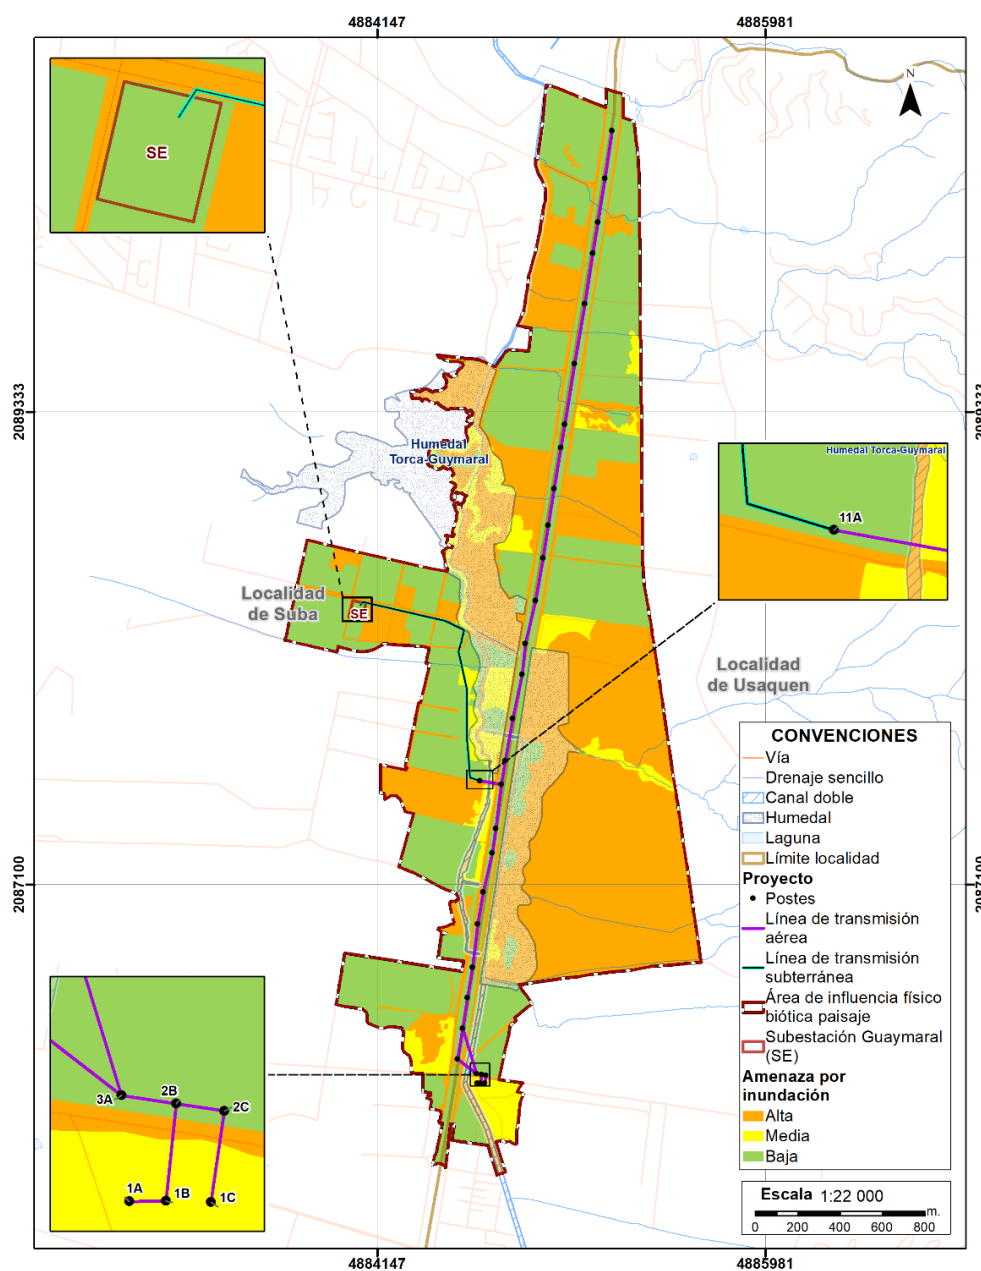 4884147
4885981
N
SE
2089333
2089333
Humedal
Torca-Guymaral
Humedal Torca-Guymaral
11A
Localidad
de Suba
SE
Localidad
de Usaquen
CONVENCIONES
Vía
Drenaje sencillo
Canal doble
Humedal
Laguna
Límite localidad
Proyecto
Postes
Línea de transmisión
aérea
Línea de transmisión
subterránea
Área de influencia físico
biótica paisaje
Subestación Guaymaral
(SE)
Amenaza por
inundación
Alta
Media
Baja
2087100
2087100
3A
2B
2C
1A
1B
1C
Escala 1:22 000
m.
0 200 400 600 800
4884147
4885981